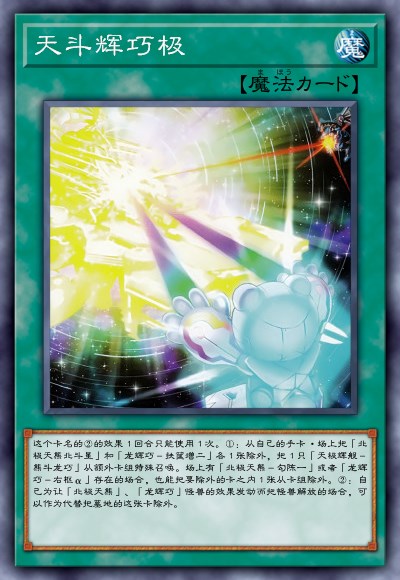 天斗辉巧极
魔
【魔法カード】
ま ほう
这个卡名的②的效果1回合只能使用1次。①：从自己的手卡·场上把「北
极天熊北斗星」和「龙辉巧－扶筐增二」各1张除外，把1只「天极辉舰－
熊斗龙巧」从额外卡组特殊召唤。场上有「北极天熊－勾陈一」或者「龙辉
巧－右枢α」存在的场合，也能把要除外的卡之内1张从卡组除外。②：自
己为让「北极天熊」、「龙辉巧」怪兽的效果发动而把怪兽解放的场合，可
以作为代替把墓地的这张卡除外。